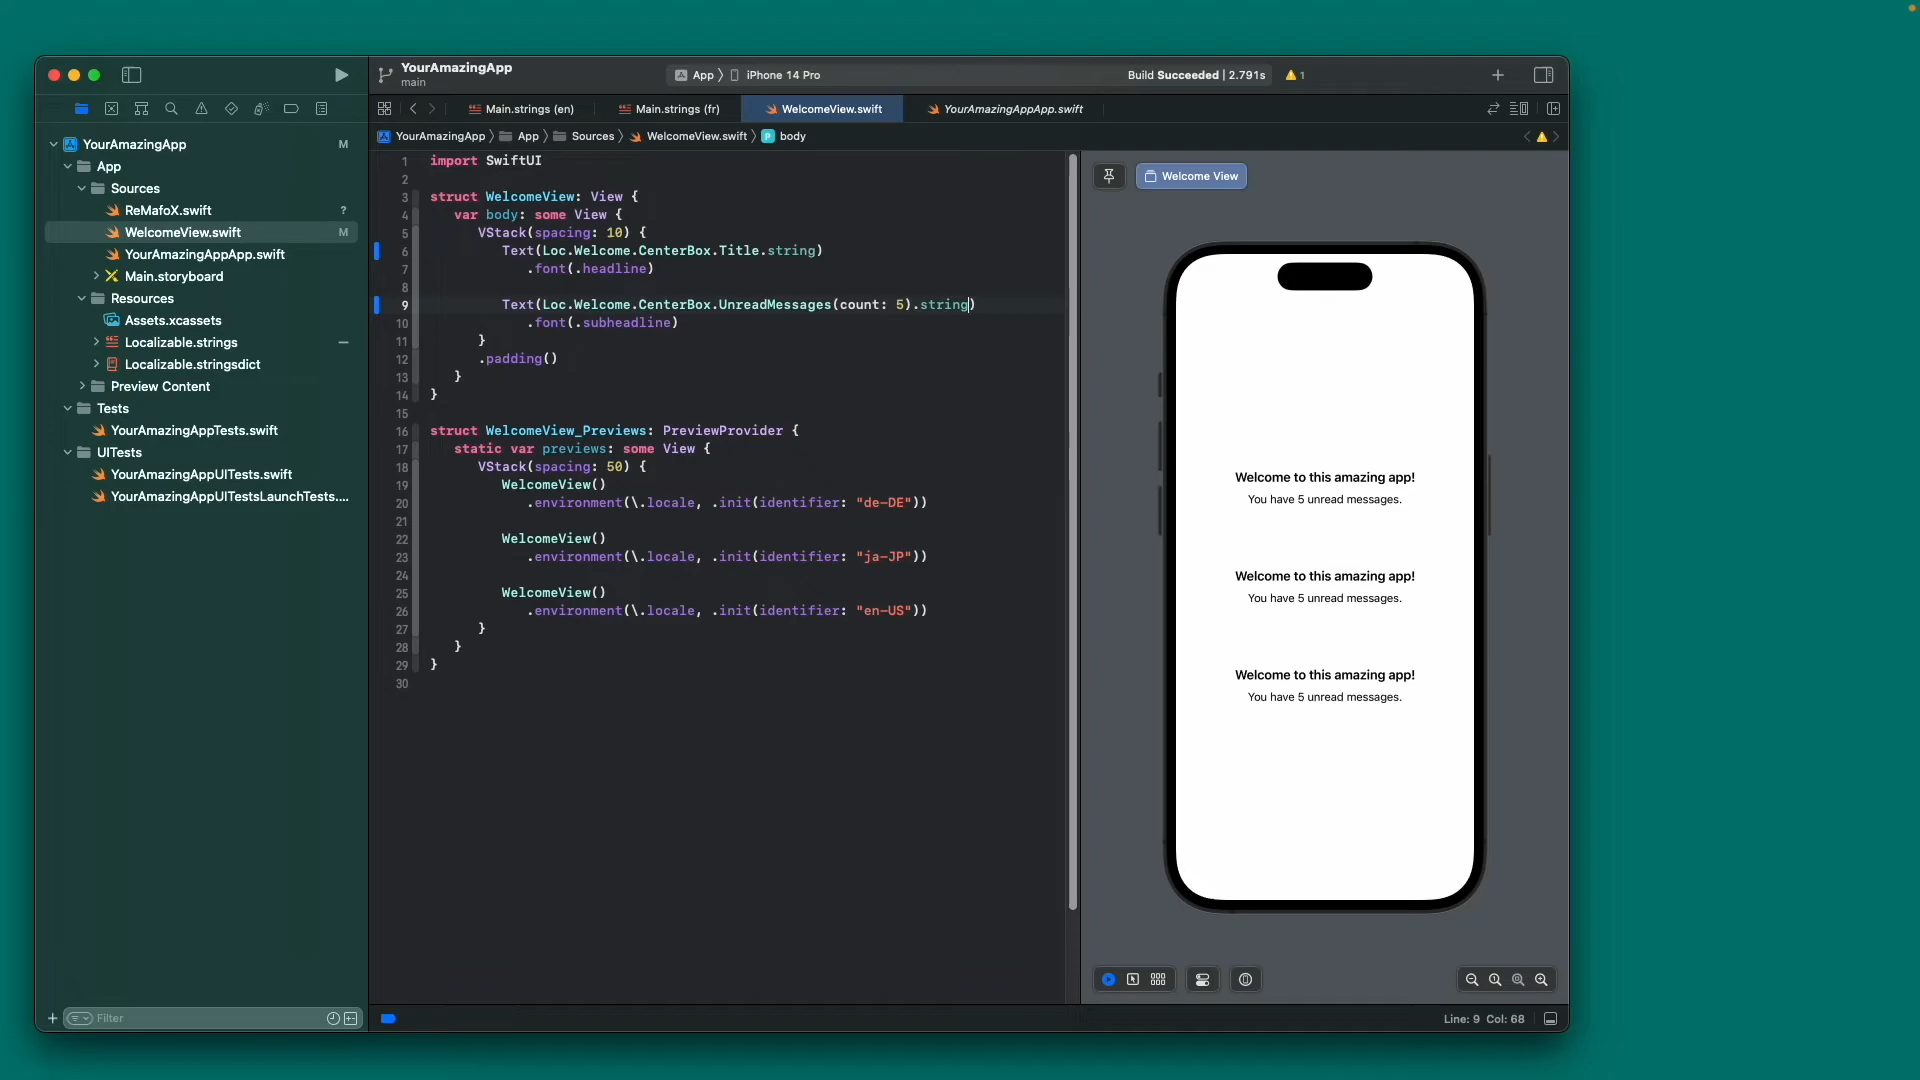 YourAmazingApp
main
App
iPhone 14 Pro
Build Succeeded | 2.791s
1
Main.strings (en)
Main.strings (fr)
WelcomeView.swift
YourAmazingAppApp.swift
YourAmazingApp
App
Sources
WelcomeView.swift
P
body
YourAmazingApp M
App
Sources
ReMafoX.swift ?
WelcomeView.swift M
YourAmazingAppApp.swift
Main.storyboard
Resources
Assets.xcassets
Localizable.strings
Localizable.stringsdict
Preview Content
Tests
YourAmazingAppTests.swift
UITests
YourAmazingAppUITests.swift
YourAmazingAppUITestsLaunchTests....
Filter
1 import SwiftUI
2
3 struct WelcomeView: View {
4 var body: some View {
5 VStack(spacing: 10) {
6 Text(Loc.Welcome.CenterBox.Title.string)
7 .font(.headline)
8
9 Text(Loc.Welcome.CenterBox.UnreadMessages(count: 5).string)
10 .font(.subheadline)
11 }
12 .padding()
13 }
14 }
15
16 struct WelcomeView_Previews: PreviewProvider {
17 static var previews: some View {
18 VStack(spacing: 50) {
19 WelcomeView()
20 .environment(\.locale, .init(identifier: "de-DE"))
21
22 WelcomeView()
23 .environment(\.locale, .init(identifier: "ja-JP"))
24
25 WelcomeView()
26 .environment(\.locale, .init(identifier: "en-US"))
27 }
28 }
29 }
30
Welcome View
Welcome to this amazing app!
You have 5 unread messages.
Welcome to this amazing app!
You have 5 unread messages.
Welcome to this amazing app!
You have 5 unread messages.
Line: 9 Col: 68